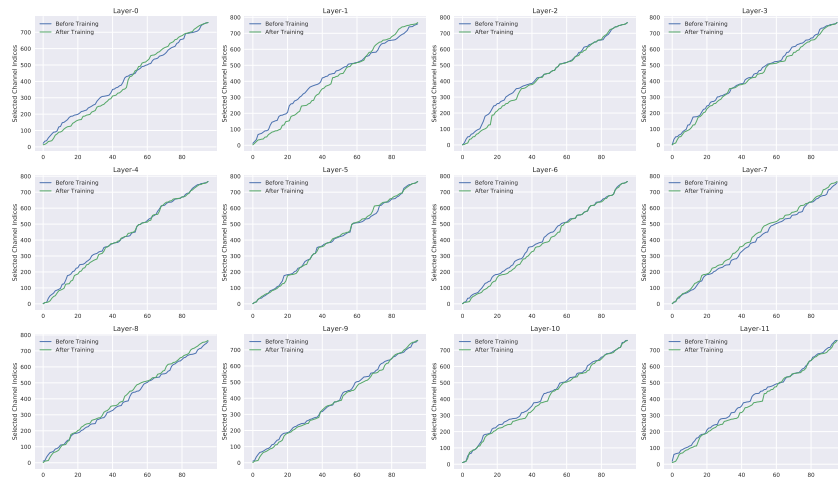 Layer-0
Before Training
After Training
Selected Channel Indices
0
100
200
300
400
500
600
700
0 20 40 60 80
Layer-1
Before Training
After Training
Selected Channel Indices
0
100
200
300
400
500
600
700
800
0 20 40 60 80
Layer-2
Before Training
After Training
Selected Channel Indices
0
100
200
300
400
500
600
700
800
0 20 40 60 80
Layer-3
Before Training
After Training
Selected Channel Indices
0
100
200
300
400
500
600
700
800
0 20 40 60 80
Layer-4
Before Training
After Training
Selected Channel Indices
0
100
200
300
400
500
600
700
800
0 20 40 60 80
Layer-5
Before Training
After Training
Selected Channel Indices
0
100
200
300
400
500
600
700
800
0 20 40 60 80
Layer-6
Before Training
After Training
Selected Channel Indices
0
100
200
300
400
500
600
700
800
0 20 40 60 80
Layer-7
Before Training
After Training
Selected Channel Indices
0
100
200
300
400
500
600
700
800
0 20 40 60 80
Layer-8
Before Training
After Training
Selected Channel Indices
0
100
200
300
400
500
600
700
800
0 20 40 60 80
Layer-9
Before Training
After Training
Selected Channel Indices
0
100
200
300
400
500
600
700
0 20 40 60 80
Layer-10
Before Training
After Training
Selected Channel Indices
0
100
200
300
400
500
600
700
0 20 40 60 80
Layer-11
Before Training
After Training
Selected Channel Indices
0
100
200
300
400
500
600
700
0 20 40 60 80